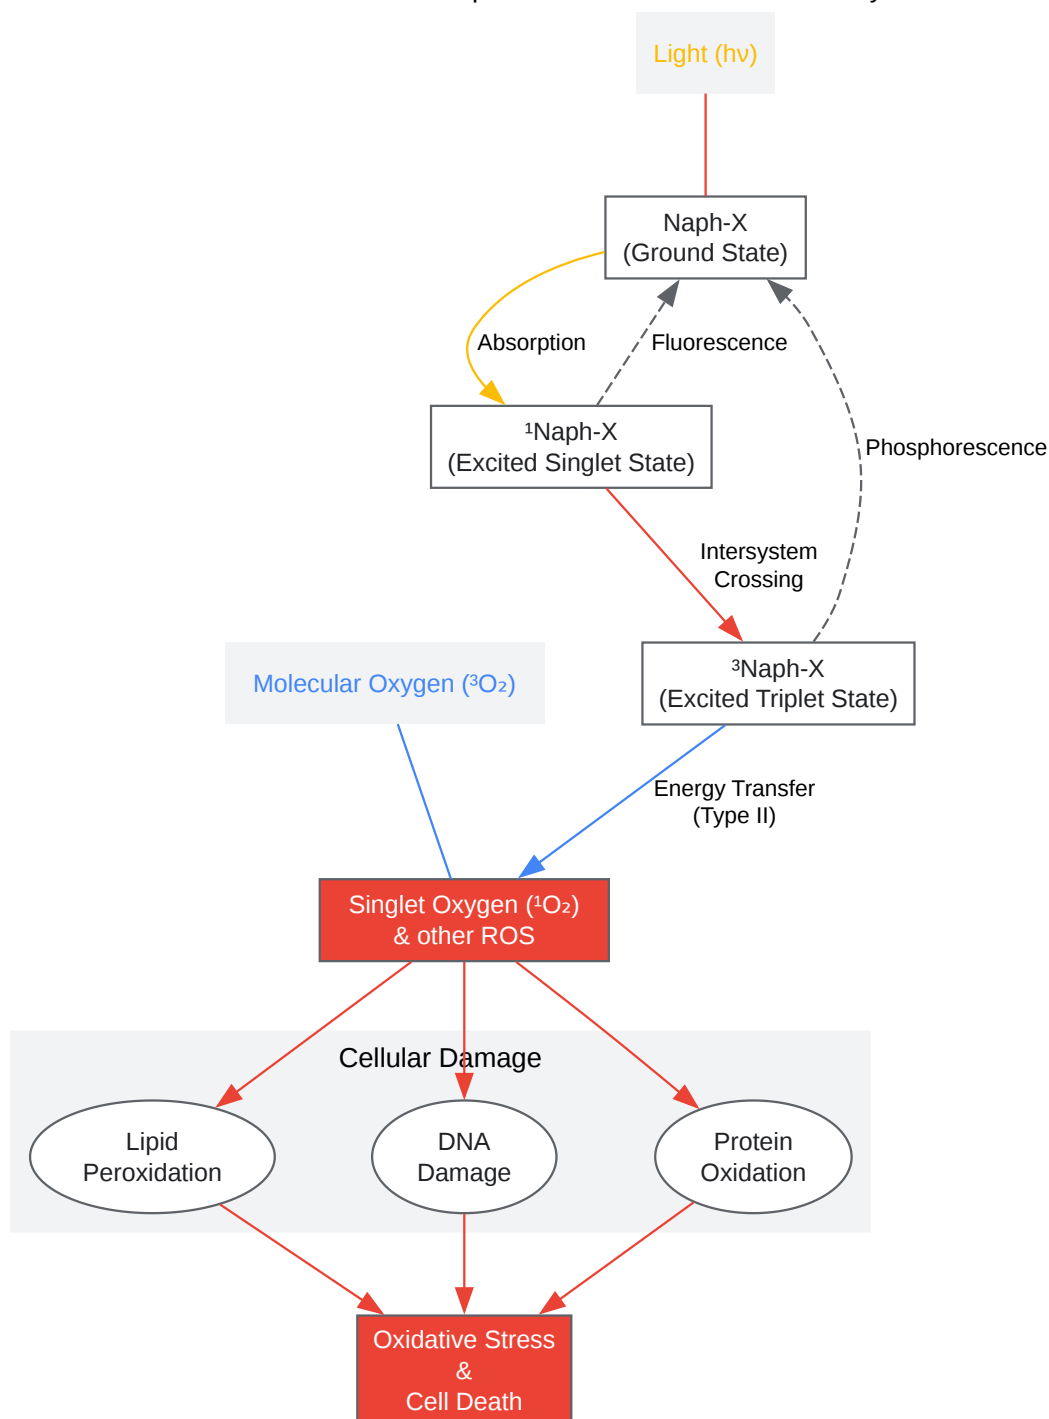 Light (hν)
Naph-X
(Ground State)
Absorption
Fluorescence
¹Naph-X
(Excited Singlet State)
Phosphorescence
Intersystem
Crossing
Molecular Oxygen (³O₂)
³Naph-X
(Excited Triplet State)
Energy Transfer
(Type II)
Singlet Oxygen (¹O₂)
& other ROS
Cellular Damage
Lipid
Peroxidation
DNA
Damage
Protein
Oxidation
Oxidative Stress
&
Cell Death